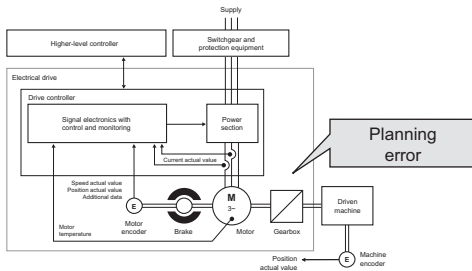 Supply
Higher-level controller
Switchgear and
protection equipment
Electrical drive
Drive controller
Signal electronics with
control and monitoring
Power
section
Current actual value
Planning
error
Speed actual value
Position actual value
Additional data
M
3~
E
Driven
machine
Motor
temperature
Motor
encoder
Brake
Motor
Gearbox
Position
actual value
E
Machine
encoder